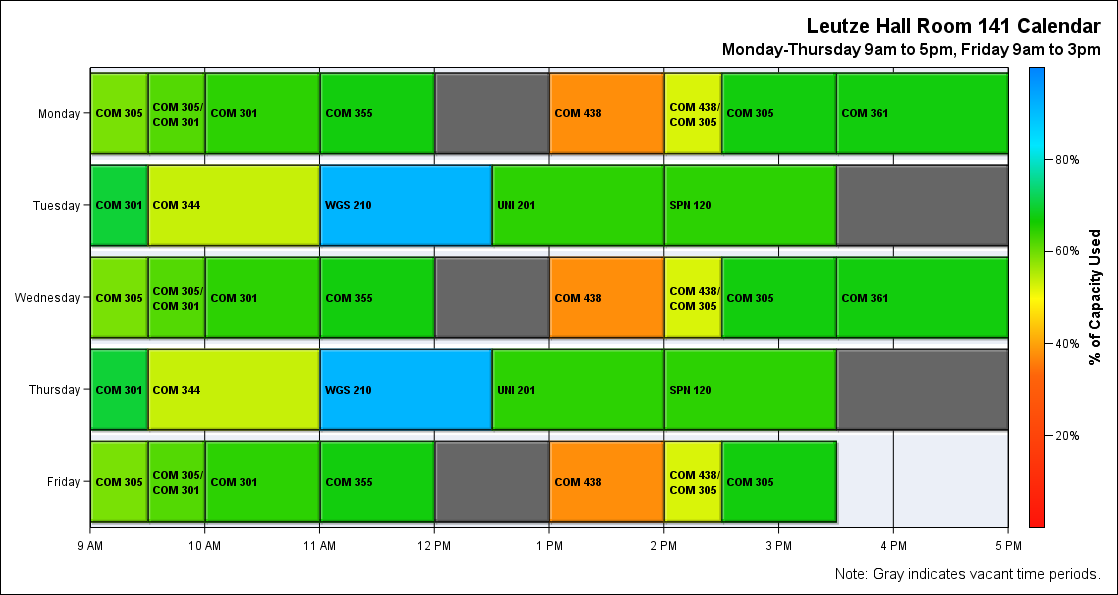 Leutze Hall Room 141 Calendar
Monday-Thursday 9am to 5pm, Friday 9am to 3pm
Monday
COM 305
COM 305/
COM 301
COM 301
COM 355
COM 438
COM 438/
COM 305
COM 305
COM 361
Tuesday
COM 301
COM 344
WGS 210
UNI 201
SPN 120
Wednesday
COM 305
COM 305/
COM 301
COM 301
COM 355
COM 438
COM 438/
COM 305
COM 305
COM 361
Thursday
COM 301
COM 344
WGS 210
UNI 201
SPN 120
Friday
COM 305
COM 305/
COM 301
COM 301
COM 355
COM 438
COM 438/
COM 305
COM 305
9 AM
10 AM
11 AM
12 PM
1 PM
2 PM
3 PM
4 PM
5 PM
80%
60%
40%
20%
% of Capacity Used
Note: Gray indicates vacant time periods.